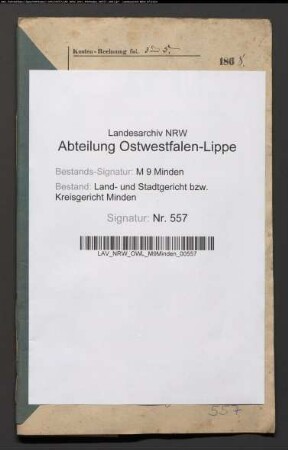 Kosten-Rechnung fol.
186
Landesarchiv NRW
Abteilung Ostwestfalen-Lippe
Bestands-Signatur: M 9 Minden
Bestand: Land- und Stadtgericht bzw.
Kreisgericht Minden
Signatur: Nr. 557
LAV_NRW_OWL_M9Minden_00557
557